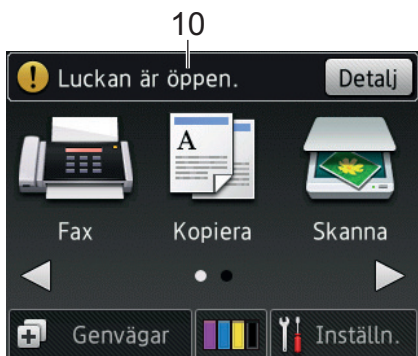 10
Luckan är öppen. Detalj
A
Fax Kopiera Skanna
Genvägar Inställn.